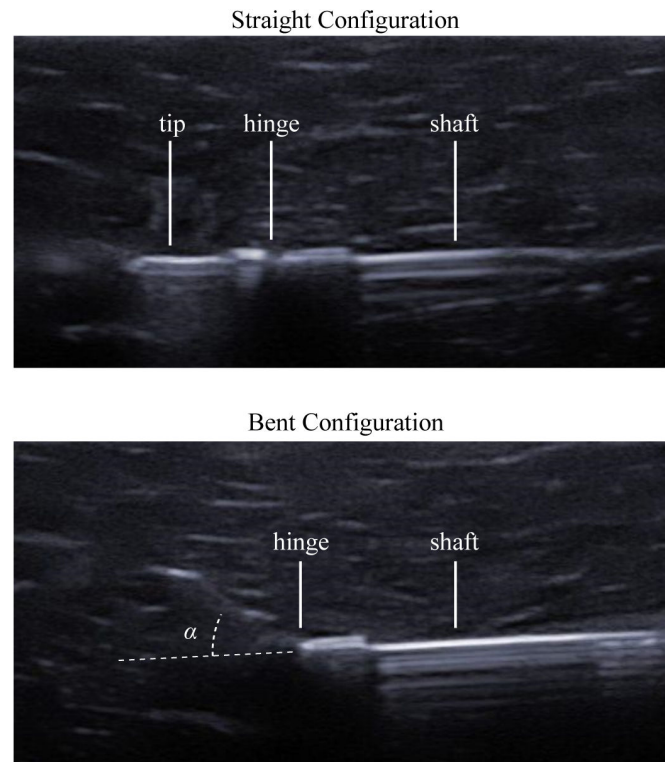 Straight Configuration
tip hinge shaft
Bent Configuration
hinge shaft
α